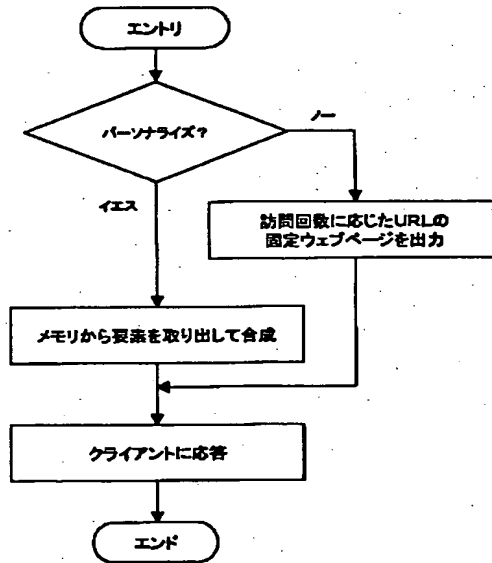 エントリ
パーソナライズ?
ノー
イエス
訪問回数に応じたURLの
固定ウェブページを出力
メモリから要素を取り出して合成
クライアントに応答
エンド